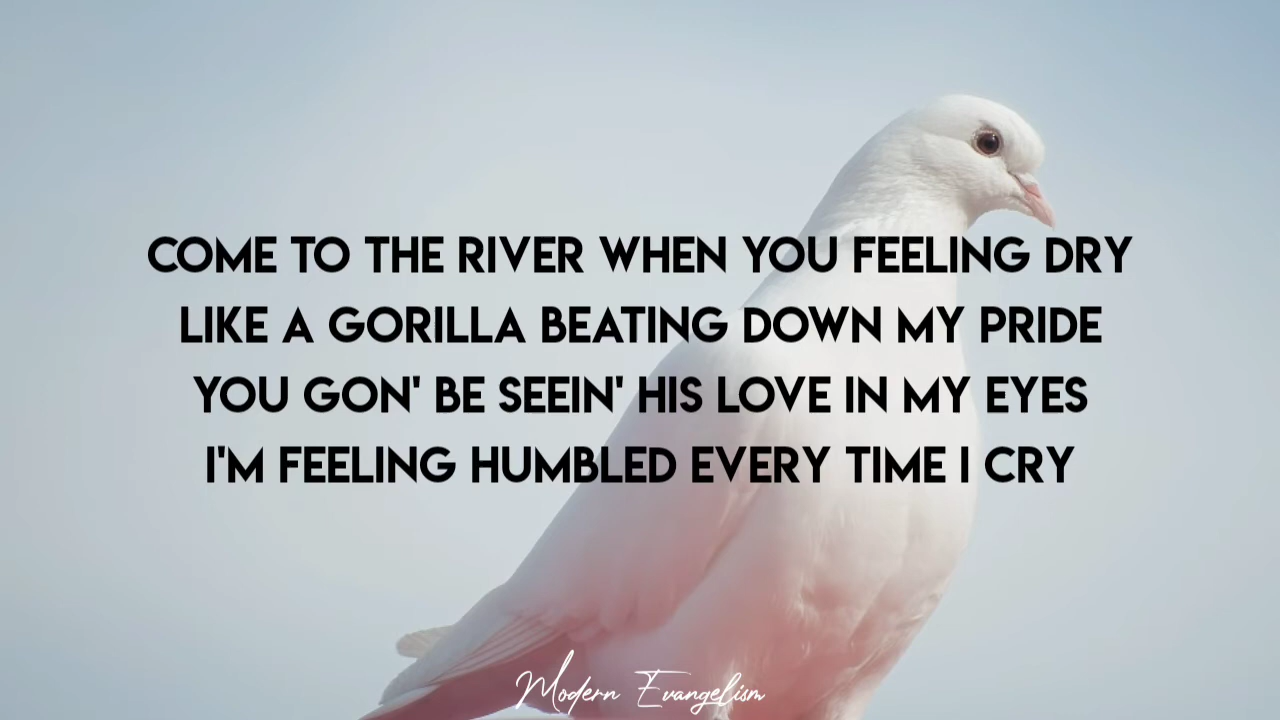 COME TO THE RIVER WHEN YOU FEELING DRY
LIKE A GORILLA BEATING DOWN MY PRIDE
YOU GON' BE SEEIN' HIS LOVE IN MY EYES
I'M FEELING HUMBLED EVERY TIME I CRY
Modern Evangelism